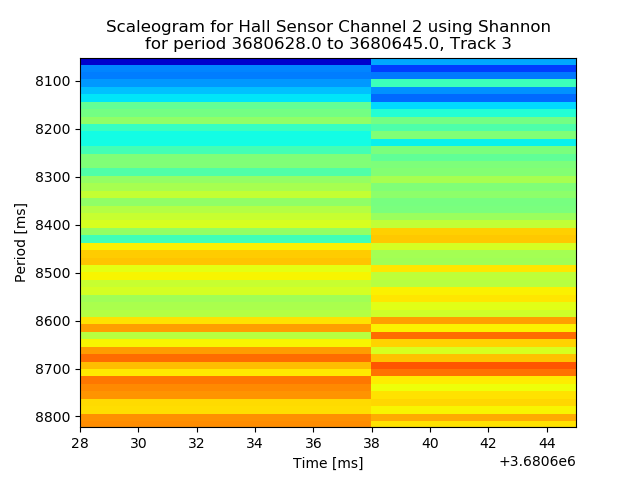 Scaleogram for Hall Sensor Channel 2 using Shannon
for period 3680628.0 to 3680645.0, Track 3
Period [ms]
8100
8200
8300
8400
8500
8600
8700
8800
28 30 32 34 36 38 40 42 44
Time [ms]
+3.6806e6